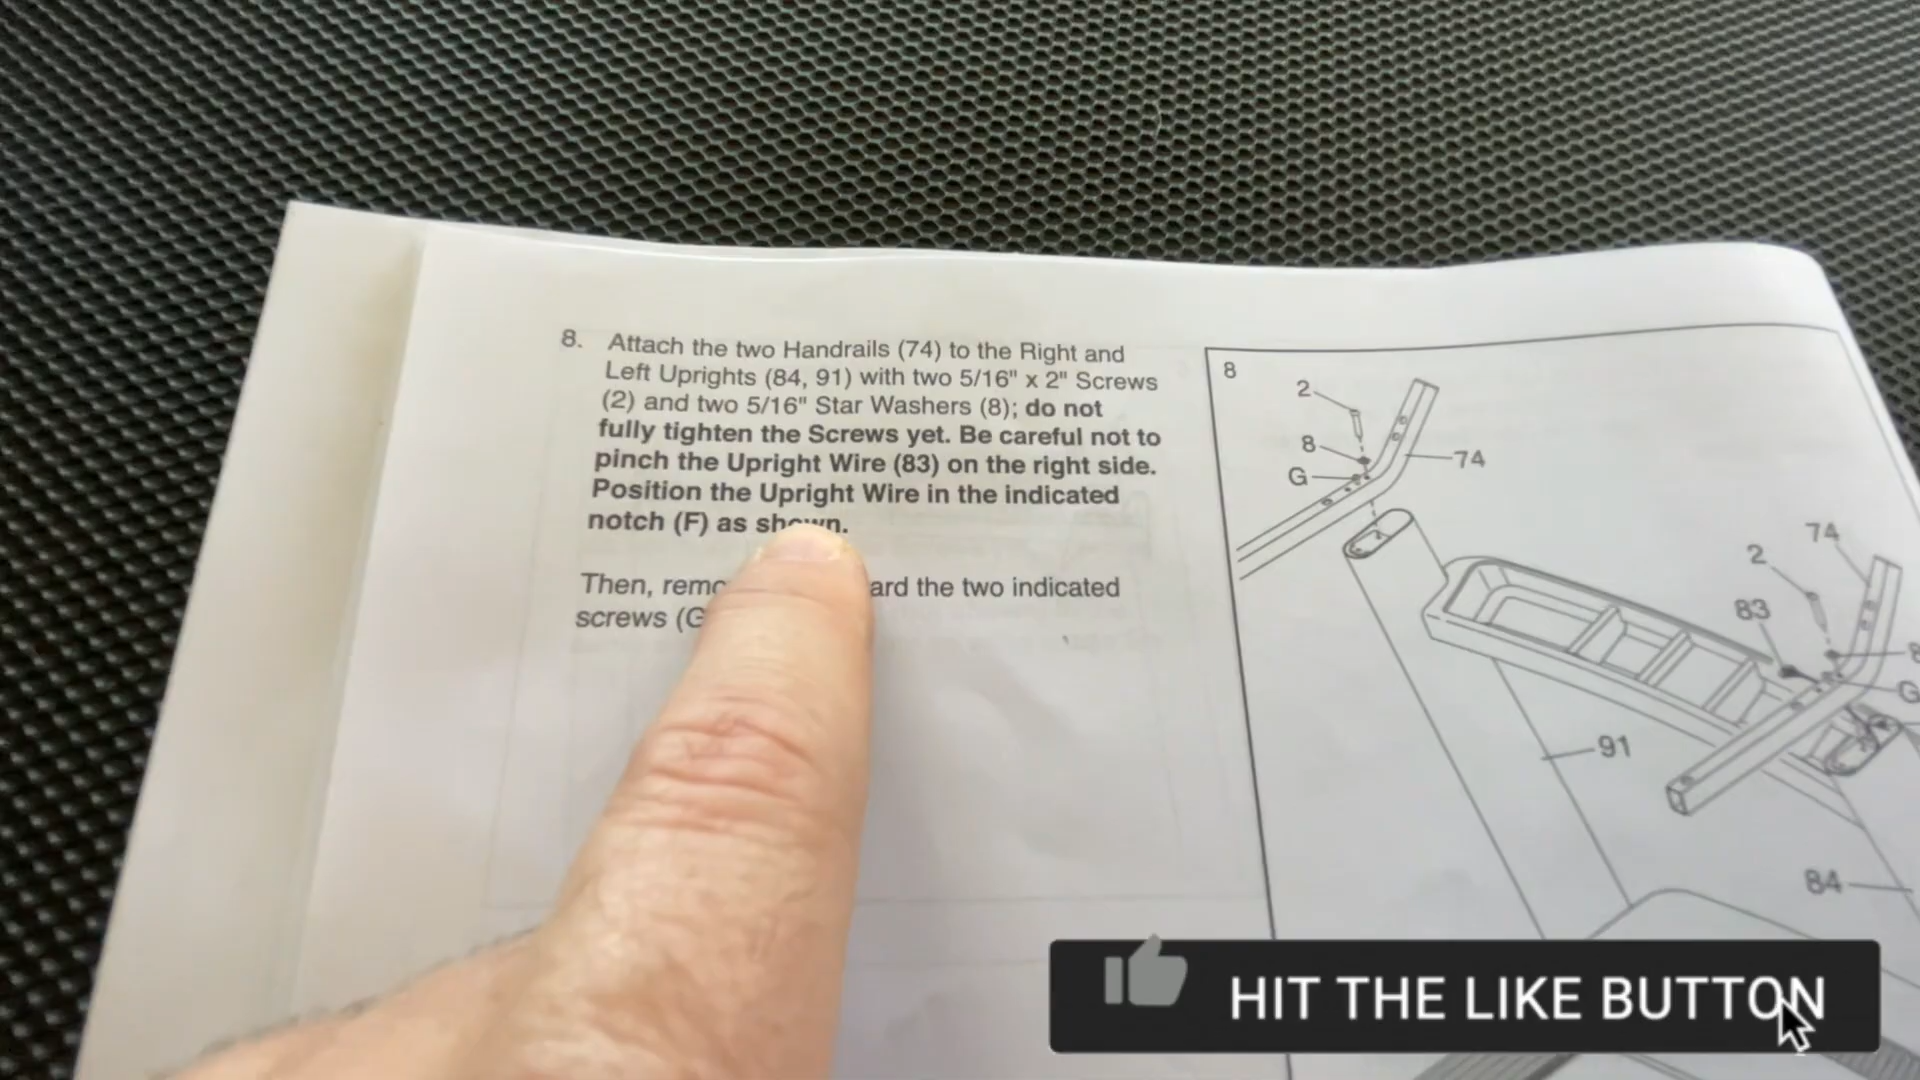 8. Attach the two Handrails (74) to the Right and
Left Uprights (84, 91) with two 5/16" x 2" Screws
(2) and two 5/16" Star Washers (8); do not
fully tighten the Screws yet. Be careful not to
pinch the Upright Wire (83) on the right side.
Position the Upright Wire in the indicated
notch (F) as shown.
Then, the two indicated
screws (G
8
2
8
G
74
74
2
83
8
G
91
84
HIT THE LIKE BUTTON